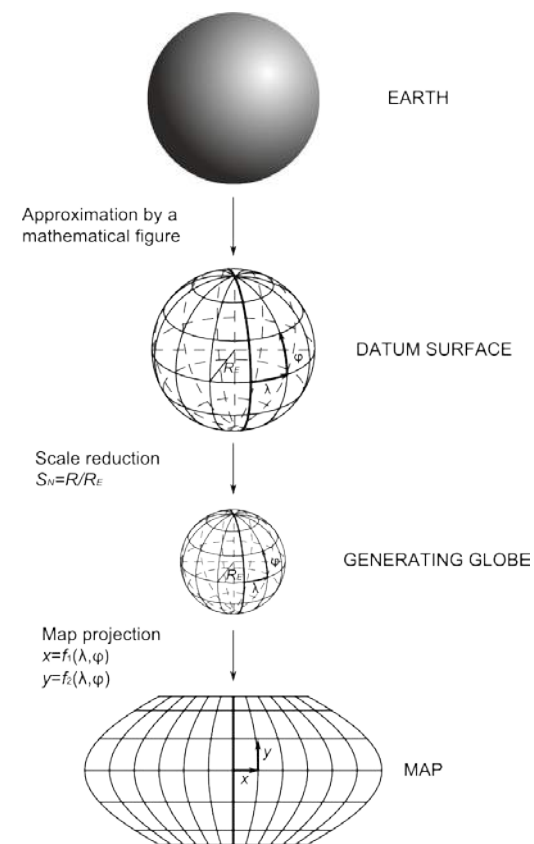 EARTH
Approximation by a
mathematical figure
DATUM SURFACE
R_E
φ
λ
Scale reduction
S_N=R/R_E
GENERATING GLOBE
φ
R_E
λ
Map projection
x=f₁(λ,φ)
y=f₂(λ,φ)
y
x
MAP